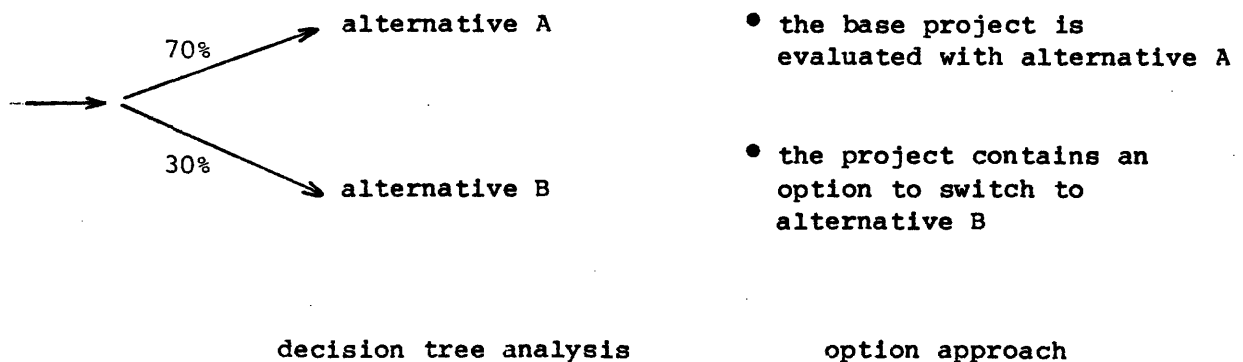 alternative A
70%
30%
alternative B
• the base project is
evaluated with alternative A
• the project contains an
option to switch to
alternative B
decision tree analysis
option approach